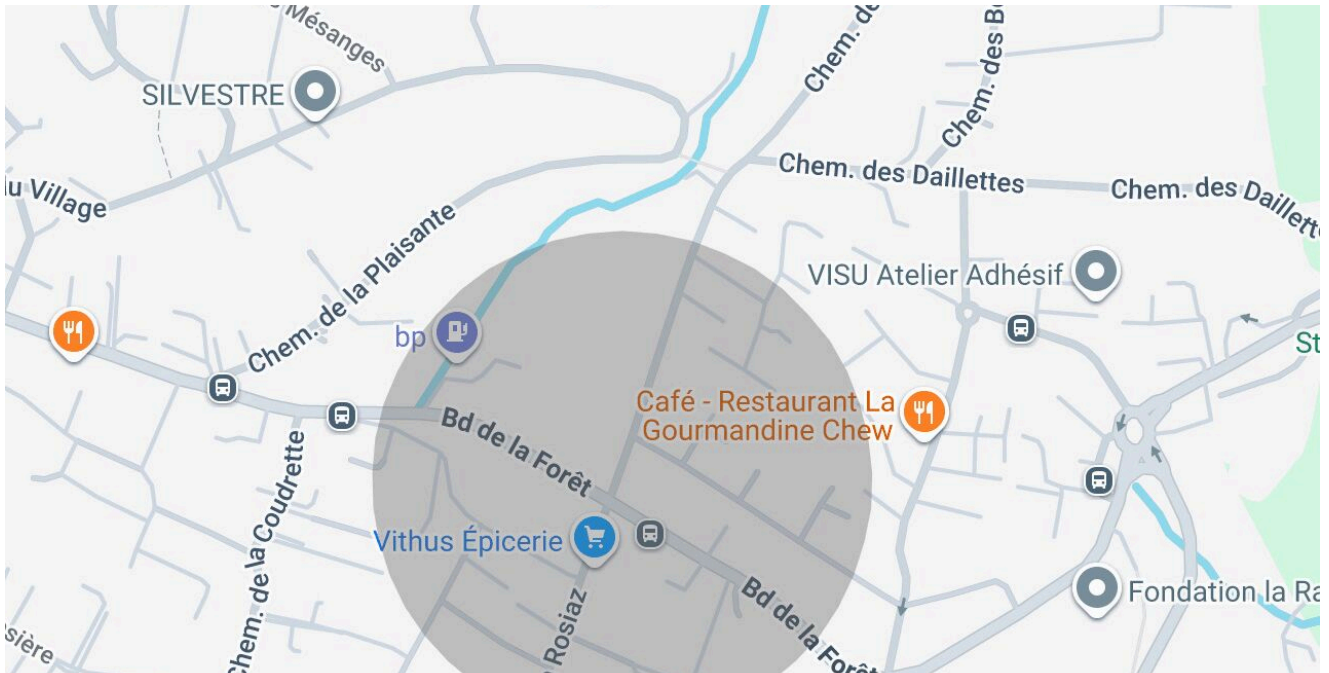 Mésanges
SILVESTRE
Chem. de
Chem. des
Chem. des Daillettes
Chem. des Daillette
u Village
Chem. de la Plaisante
VISU Atelier Adhésif
bp
St
Café - Restaurant La
Gourmandine Chew
Bd de la Forêt
Chem. de la Coudrette
Vithus Épicerie
Bd de la Forêt
Rosiaz
Fondation la Ra
sière